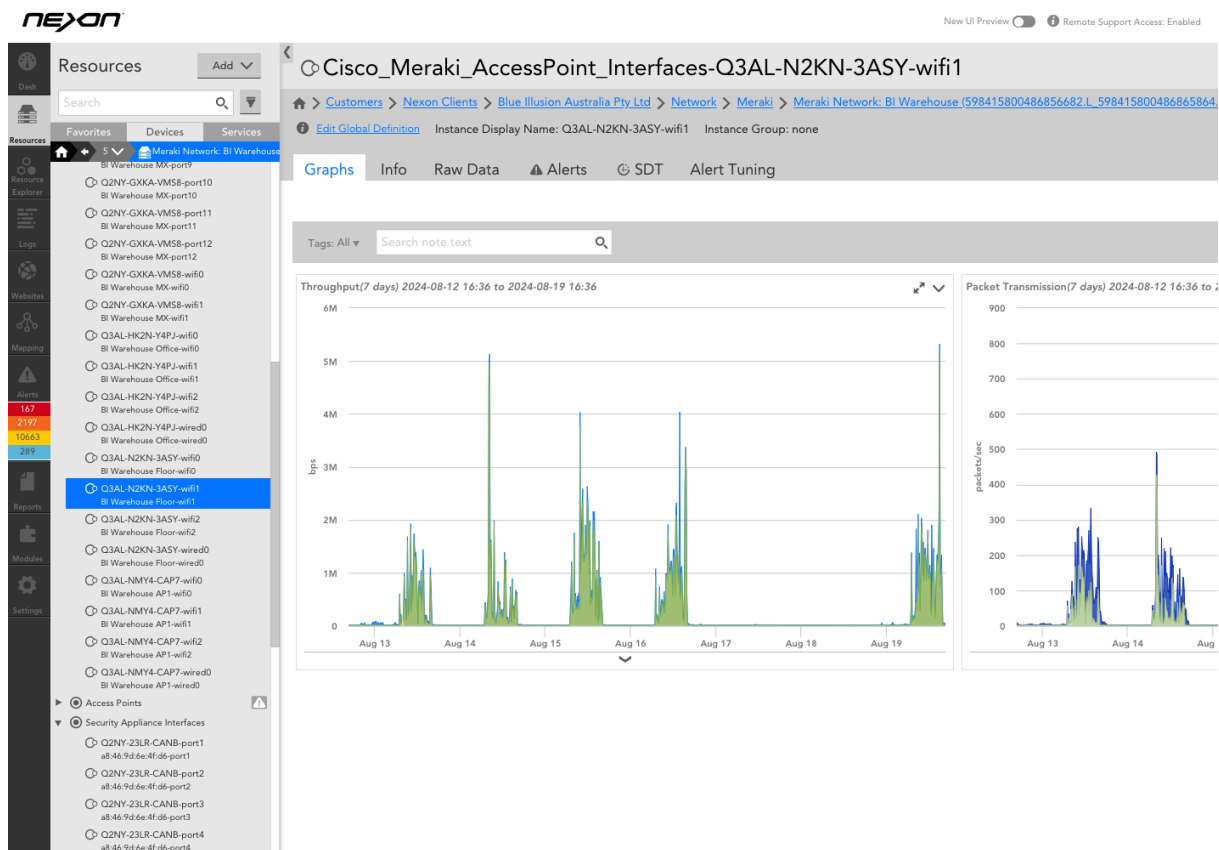 nexon
New UI Preview
Remote Support Access: Enabled
Dash
Resources
Resource
Explorer
Logs
Websites
Mapping
Alerts
167
2197
10663
289
Reports
Modules
Settings
Resources
Add
Search
Favorites
Devices
Services
5
Meraki Network: BI Warehouse
BI Warehouse MX-port9
Q2NY-GXKA-VMS8-port10
BI Warehouse MX-port10
Q2NY-GXKA-VMS8-port11
BI Warehouse MX-port11
Q2NY-GXKA-VMS8-port12
BI Warehouse MX-port12
Q2NY-GXKA-VMS8-wifi0
BI Warehouse MX-wifi0
Q2NY-GXKA-VMS8-wifi1
BI Warehouse MX-wifi1
Q3AL-HK2N-Y4PJ-wifi0
BI Warehouse Office-wifi0
Q3AL-HK2N-Y4PJ-wifi1
BI Warehouse Office-wifi1
Q3AL-HK2N-Y4PJ-wifi2
BI Warehouse Office-wifi2
Q3AL-HK2N-Y4PJ-wired0
BI Warehouse Office-wired0
Q3AL-N2KN-3ASY-wifi0
BI Warehouse Floor-wifi0
Q3AL-N2KN-3ASY-wifi1
BI Warehouse Floor-wifi1
Q3AL-N2KN-3ASY-wifi2
BI Warehouse Floor-wifi2
Q3AL-N2KN-3ASY-wired0
BI Warehouse Floor-wired0
Q3AL-NMY4-CAP7-wifi0
BI Warehouse AP1-wifi0
Q3AL-NMY4-CAP7-wifi1
BI Warehouse AP1-wifi1
Q3AL-NMY4-CAP7-wifi2
BI Warehouse AP1-wifi2
Q3AL-NMY4-CAP7-wired0
BI Warehouse AP1-wired0
Access Points
Security Appliance Interfaces
Q2NY-23LR-CANB-port1
a8:46:9d:6e:4f:d6-port1
Q2NY-23LR-CANB-port2
a8:46:9d:6e:4f:d6-port2
Q2NY-23LR-CANB-port3
a8:46:9d:6e:4f:d6-port3
Q2NY-23LR-CANB-port4
a8:46:9d:6e:4f:d6-port4
Cisco_Meraki_AccessPoint_Interfaces-Q3AL-N2KN-3ASY-wifi1
Customers > Nexon Clients > Blue Illusion Australia Pty Ltd > Network > Meraki > Meraki Network: BI Warehouse (598415800486856682.L_598415800486865864.
Edit Global Definition Instance Display Name: Q3AL-N2KN-3ASY-wifi1 Instance Group: none
Graphs Info Raw Data Alerts SDT Alert Tuning
Tags: All
Search note text
Throughput(7 days) 2024-08-12 16:36 to 2024-08-19 16:36
6M
5M
4M
3M
2M
1M
0
bps
Aug 13 Aug 14 Aug 15 Aug 16 Aug 17 Aug 18 Aug 19
Packet Transmission(7 days) 2024-08-12 16:36 to 2
900
800
700
600
500
400
300
200
100
0
packets/sec
Aug 13 Aug 14 Aug